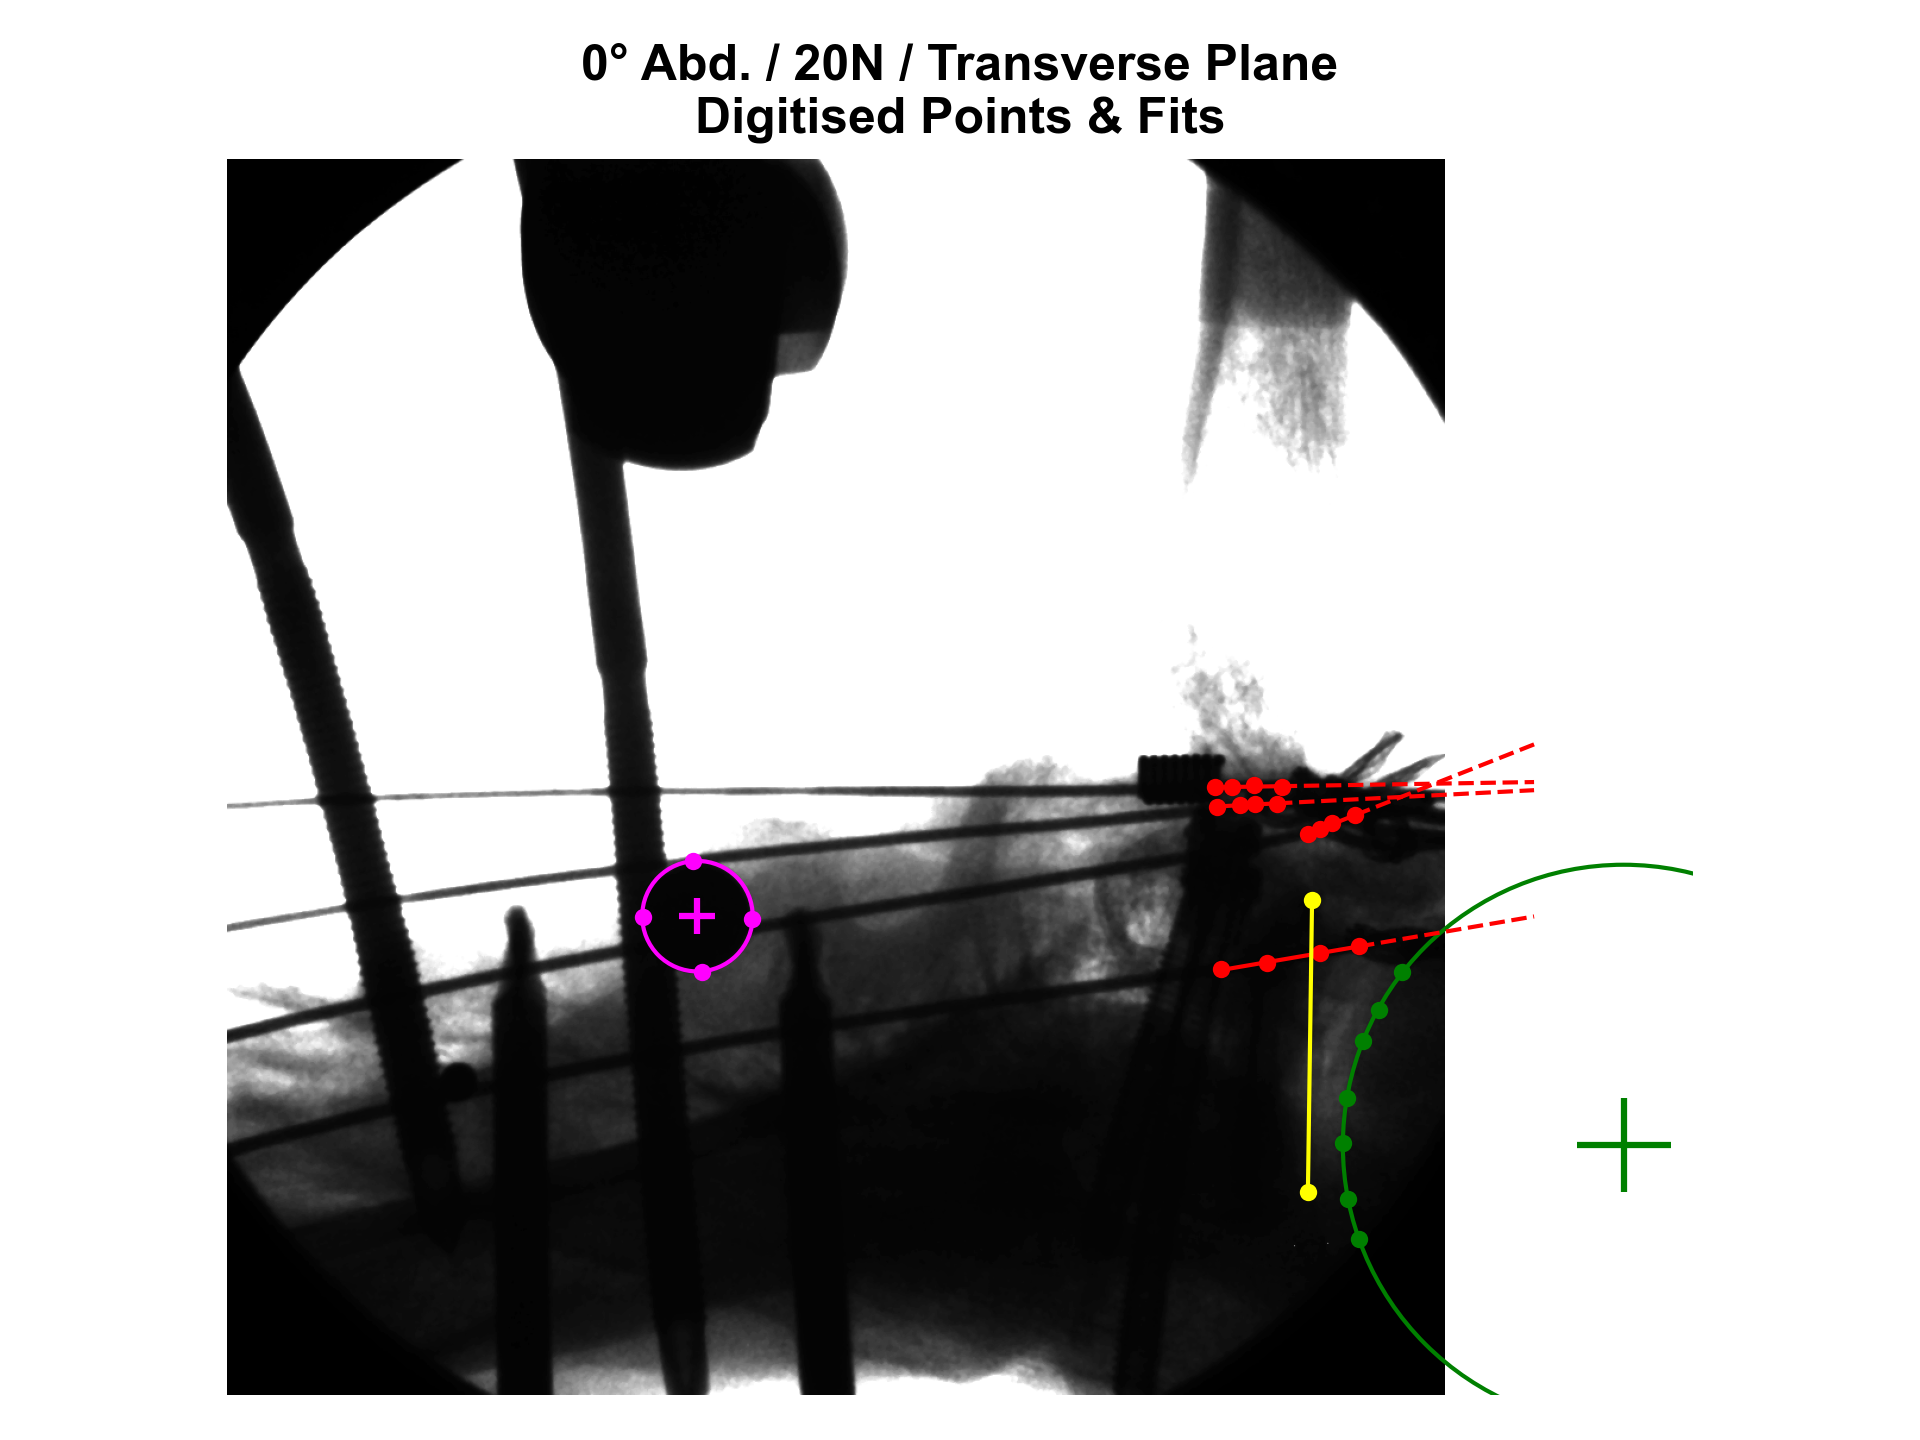 0° Abd. / 20N / Transverse Plane
Digitised Points & Fits